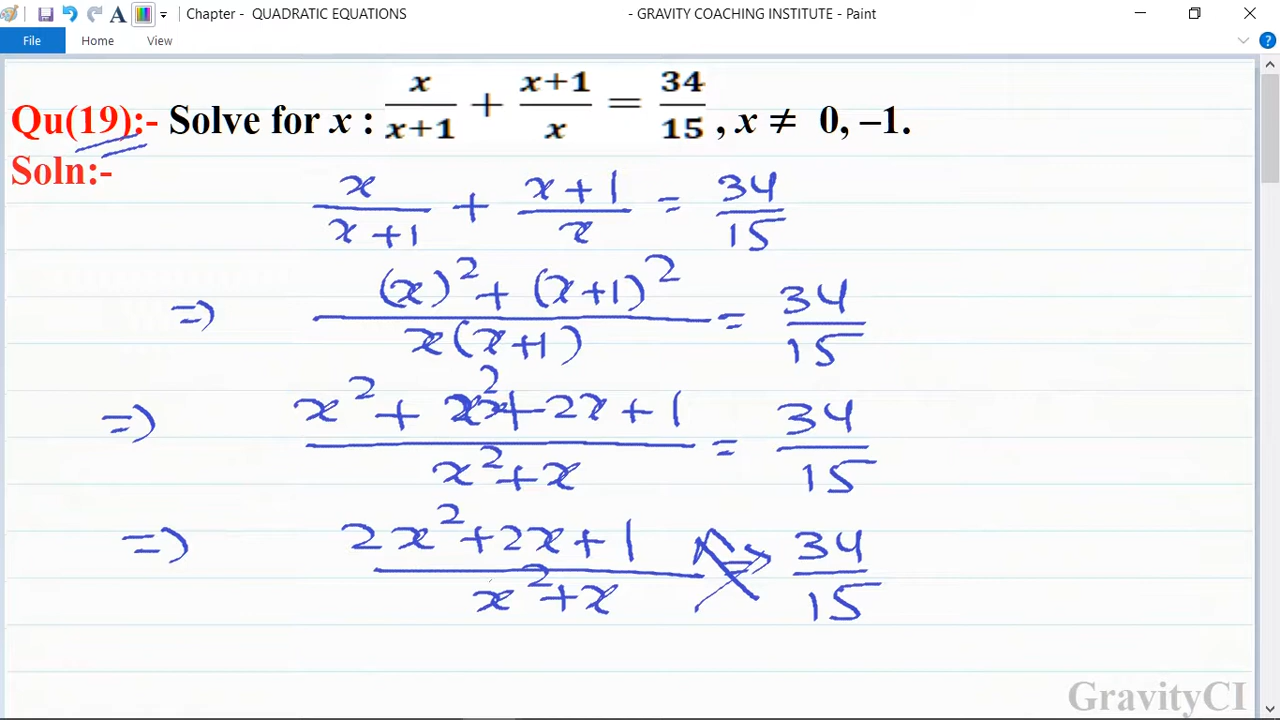 Chapter - QUADRATIC EQUATIONS - GRAVITY COACHING INSTITUTE - Paint
File Home View
Qu(19):- Solve for x : x/(x+1) + (x+1)/x = 34/15 , x ≠ 0, –1.
Soln:-
x/(x+1) + (x+1)/x = 34/15
=> ((x)² + (x+1)²)/(x(x+1)) = 34/15
=> (x² + x² + 2x + 1)/(x² + x) = 34/15
=> (2x² + 2x + 1)/(x² + x) = 34/15
GravityCI